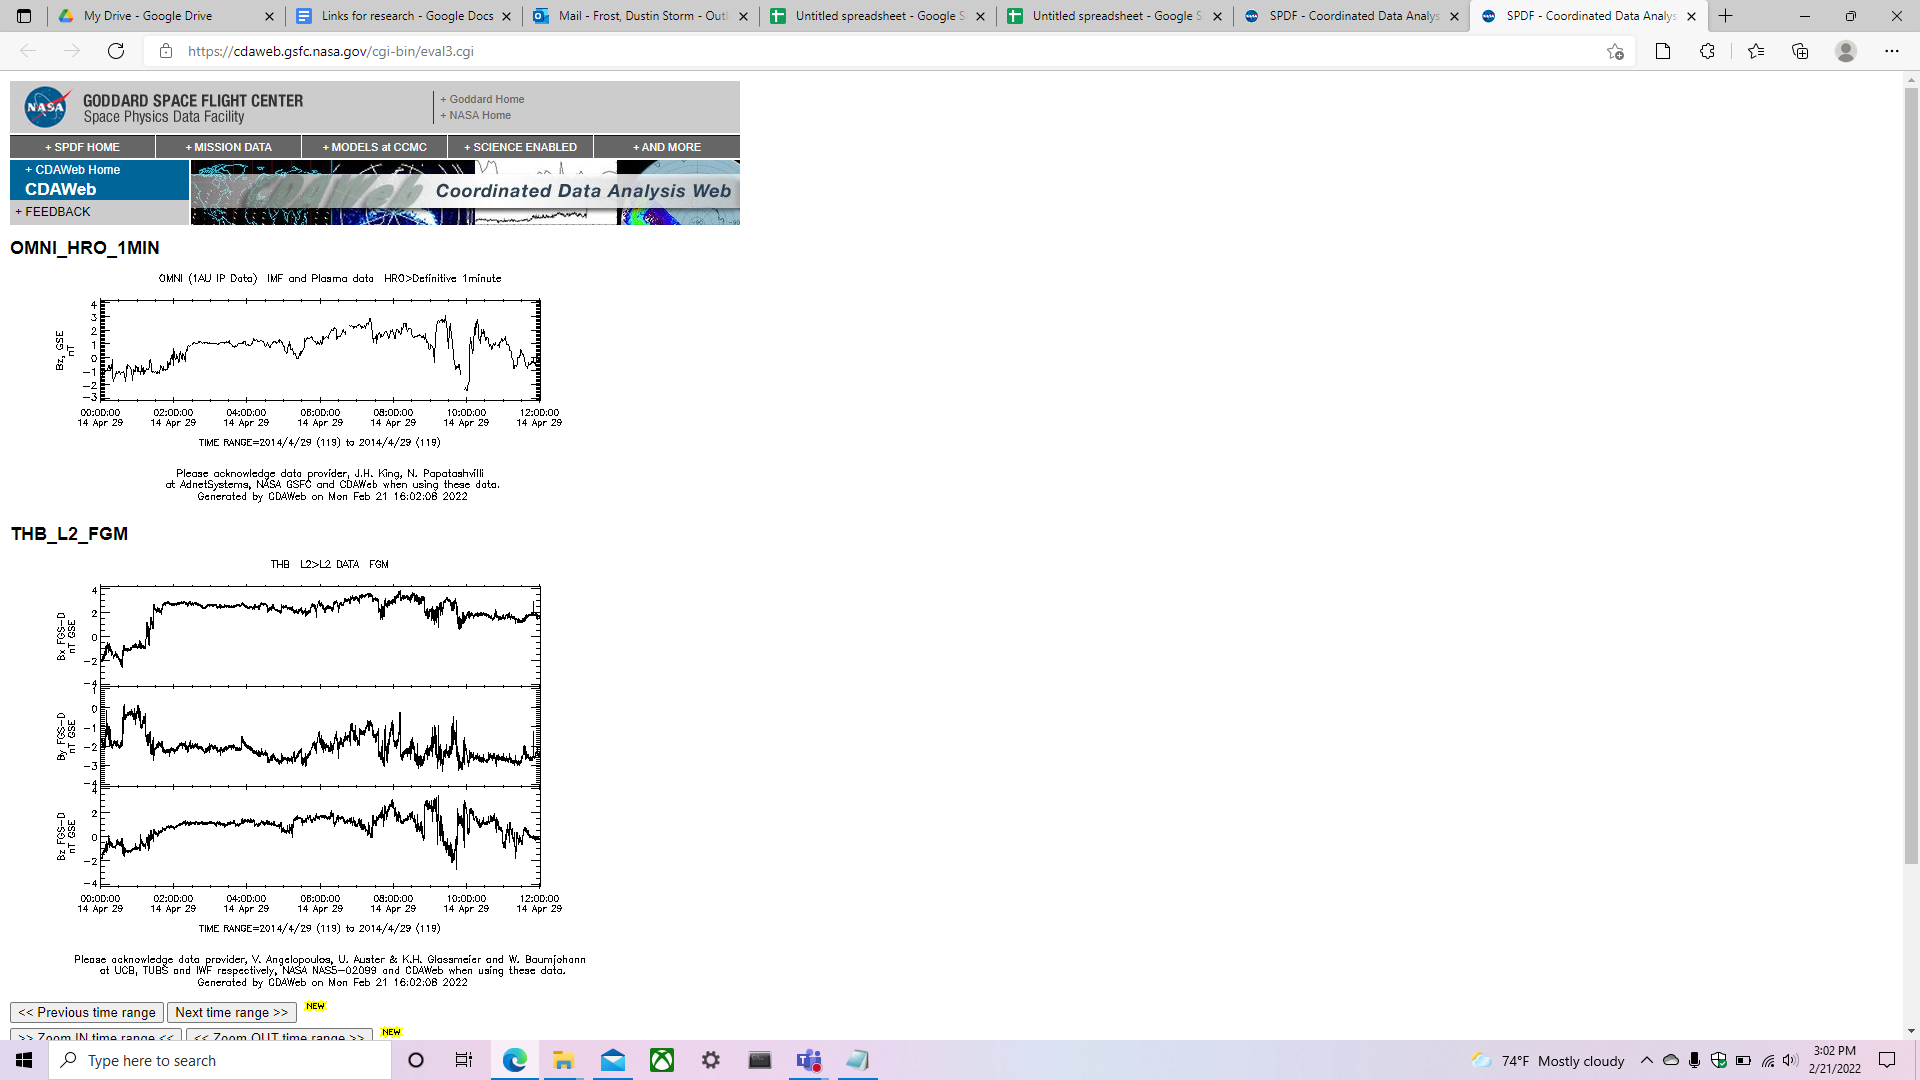 My Drive - Google Drive
Links for research - Google Docs
Mail - Frost, Dustin Storm - Outl
Untitled spreadsheet - Google S
Untitled spreadsheet - Google S
SPDF - Coordinated Data Analys
SPDF - Coordinated Data Analys
https://cdaweb.gsfc.nasa.gov/cgi-bin/eval3.cgi
NASA
GODDARD SPACE FLIGHT CENTER
Space Physics Data Facility
+ Goddard Home
+ NASA Home
+ SPDF HOME
+ MISSION DATA
+ MODELS at CCMC
+ SCIENCE ENABLED
+ AND MORE
+ CDAWeb Home
CDAWeb
+ FEEDBACK
Coordinated Data Analysis Web
OMNI_HRO_1MIN
OMNI (1AU IP Data) IMF and Plasma data HRO>Definitive 1minute
Bz, GSE
nT
4
3
2
1
0
-1
-2
-3
00:00:00 02:00:00 04:00:00 06:00:00 08:00:00 10:00:00 12:00:00
14 Apr 29 14 Apr 29 14 Apr 29 14 Apr 29 14 Apr 29 14 Apr 29 14 Apr 29
TIME RANGE=2014/4/29 (119) to 2014/4/29 (119)
Please acknowledge data provider, J.H. King, N. Papatashvilli
at AdnetSystems, NASA GSFC and CDAWeb when using these data.
Generated by CDAWeb on Mon Feb 21 16:02:06 2022
THB_L2_FGM
THB L2>L2 DATA FGM
Bx FGS-D
nT GSE
4
2
0
-2
-4
By FGS-D
nT GSE
1
0
-1
-2
-3
-4
Bz FGS-D
nT GSE
4
2
0
-2
-4
00:00:00 02:00:00 04:00:00 06:00:00 08:00:00 10:00:00 12:00:00
14 Apr 29 14 Apr 29 14 Apr 29 14 Apr 29 14 Apr 29 14 Apr 29 14 Apr 29
TIME RANGE=2014/4/29 (119) to 2014/4/29 (119)
Please acknowledge data provider, V. Angelopoulos, U. Auster & K.H. Glassmeier and W. Baumjohann
at UCB, TUBS and IWF respectively, NASA NAS5-02099 and CDAWeb when using these data.
Generated by CDAWeb on Mon Feb 21 16:02:06 2022
<< Previous time range
Next time range >>
NEW
>> Zoom IN time range <<
<< Zoom OUT time range >>
NEW
Type here to search
74°F Mostly cloudy
3:02 PM
2/21/2022